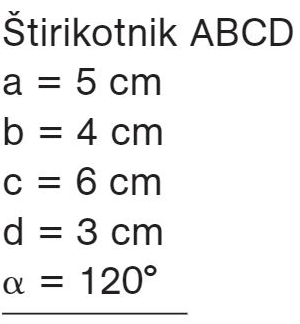 Štirikotnik ABCD
a = 5 cm
b = 4 cm
c = 6 cm
d = 3 cm
α = 120°